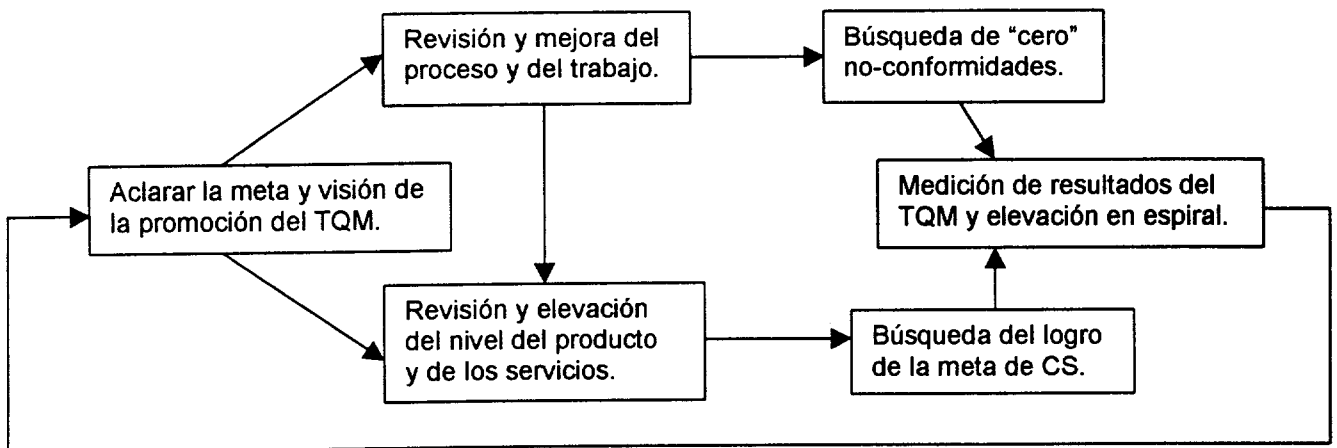 Revisión y mejora del
proceso y del trabajo.
Búsqueda de “cero”
no-conformidades.
Aclarar la meta y visión de
la promoción del TQM.
Medición de resultados del
TQM y elevación en espiral.
Revisión y elevación
del nivel del producto
y de los servicios.
Búsqueda del logro
de la meta de CS.